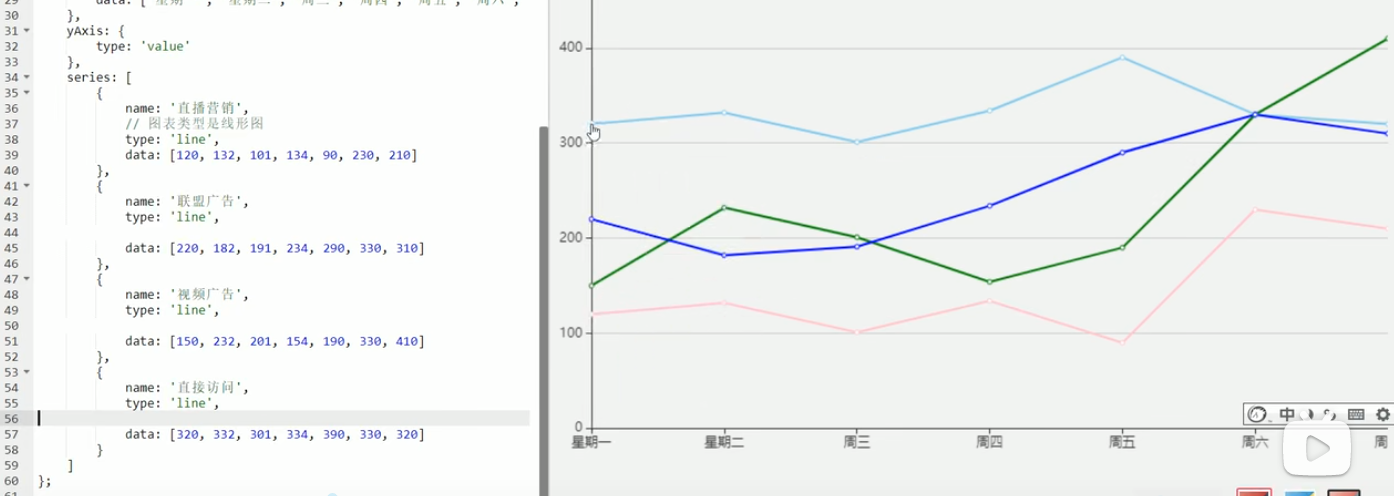 30 },
31 yAxis: {
32 type: 'value'
33 },
34 series: [
35 {
36 name: '直播营销',
37 // 图表类型是线形图
38 type: 'line',
39 data: [120, 132, 101, 134, 90, 230, 210]
40 },
41 {
42 name: '联盟广告',
43 type: 'line',
44
45 data: [220, 182, 191, 234, 290, 330, 310]
46 },
47 {
48 name: '视频广告',
49 type: 'line',
50
51 data: [150, 232, 201, 154, 190, 330, 410]
52 },
53 {
54 name: '直接访问',
55 type: 'line',
56
57 data: [320, 332, 301, 334, 390, 330, 320]
58 }
59 ]
60 };
400
300
200
100
0
星期一 星期二 周三 周四 周五 周六 周
中